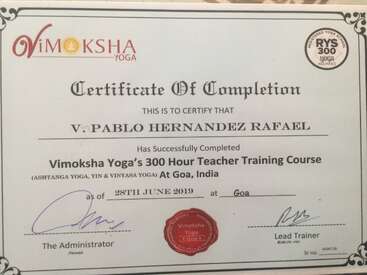 ViMOKSHA
YOGA
RYS
300
yoga
Certificate Of Completion
THIS IS TO CERTIFY THAT
V. PABLO HERNANDEZ RAFAEL
Has Successfully Completed
Vimoksha Yoga's 300 Hour Teacher Training Course
(ASHTANGA YOGA, YIN & VINYASA YOGA) At Goa, India
as of 28TH JUNE 2019 at Goa
The Administrator
Lead Trainer
Vimoksha
Yoga